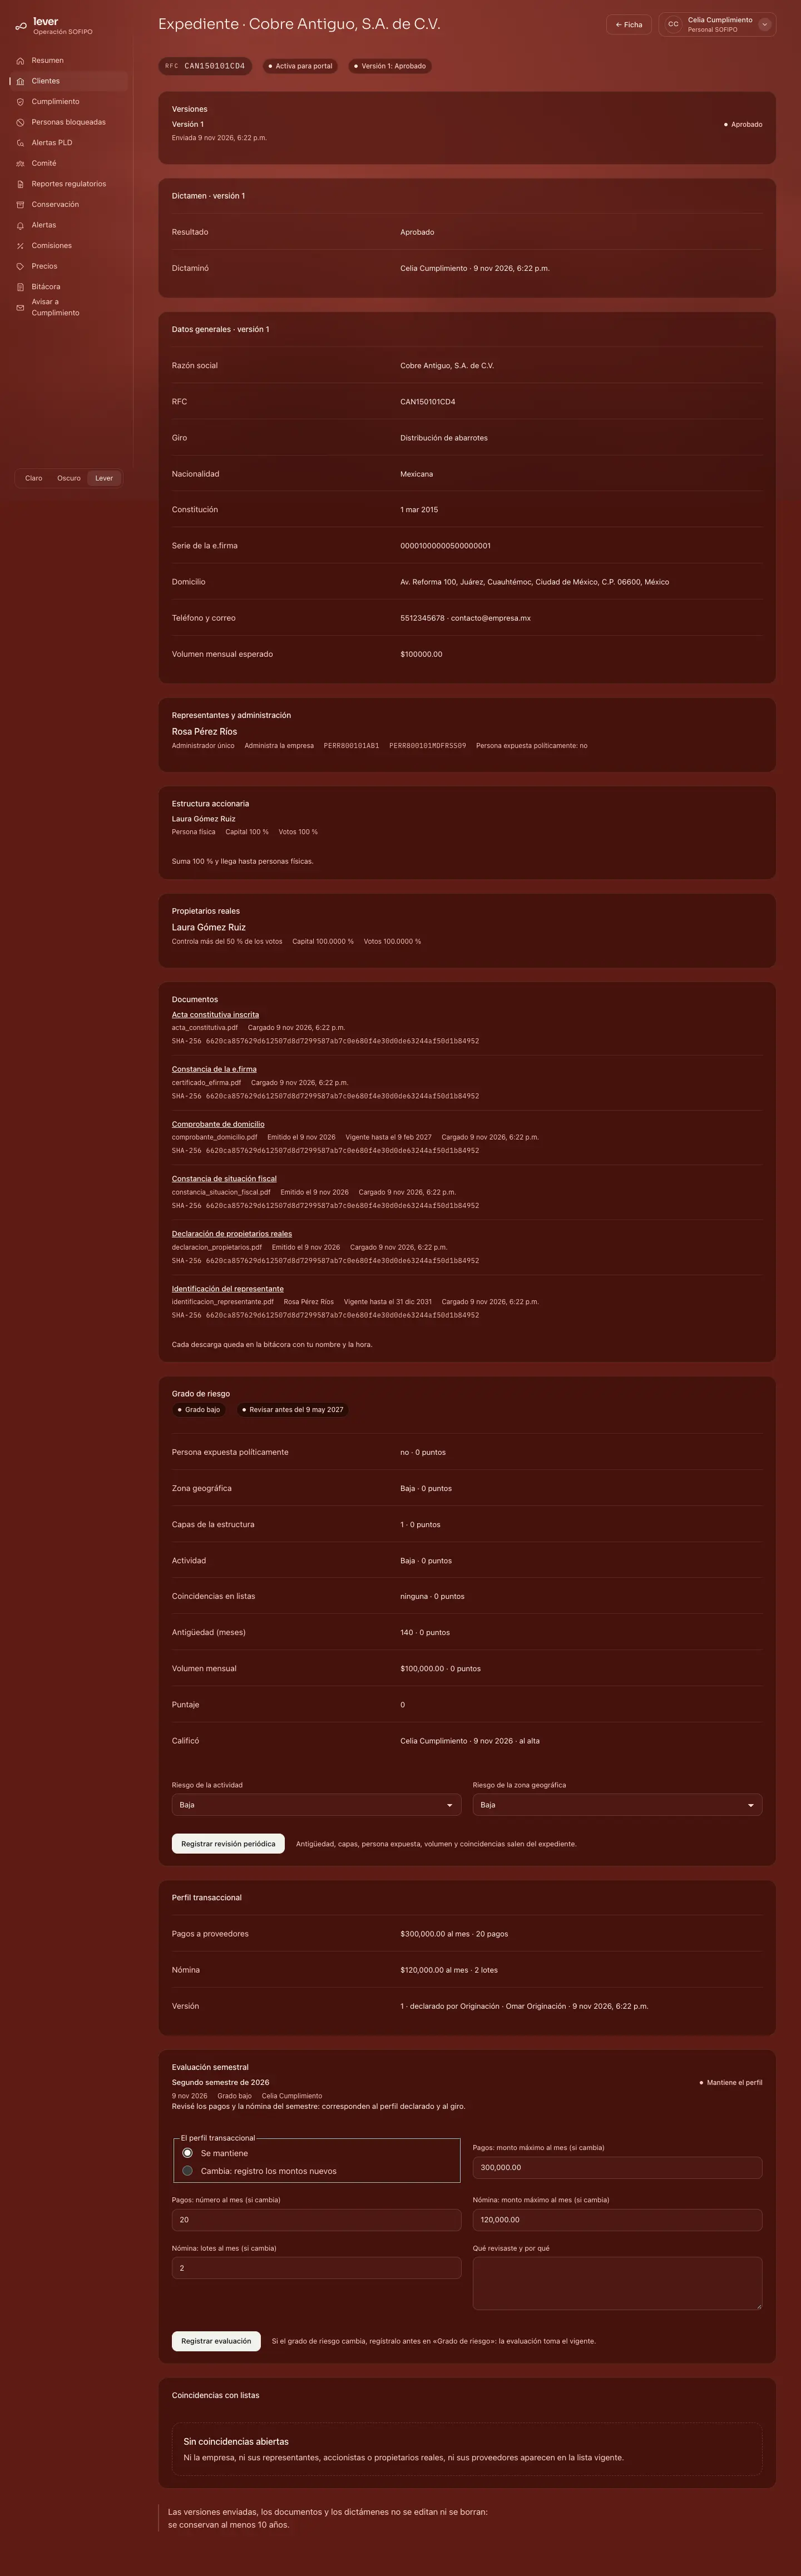 lever
Operación SOFIPO
Resumen
Clientes
Cumplimiento
Personas bloqueadas
Alertas PLD
Comité
Reportes regulatorios
Conservación
Alertas
Comisiones
Precios
Bitácora
Avisar a
Cumplimiento
Claro Oscuro Lever
Expediente · Cobre Antiguo, S.A. de C.V.
← Ficha
CC
Celia Cumplimiento
Personal SOFIPO
RFC CAN150101CD4
Activa para portal
Versión 1: Aprobado
Versiones
Versión 1
Aprobado
Enviada 9 nov 2026, 6:22 p.m.
Dictamen · versión 1
Resultado Aprobado
Dictaminó Celia Cumplimiento · 9 nov 2026, 6:22 p.m.
Datos generales · versión 1
Razón social Cobre Antiguo, S.A. de C.V.
RFC CAN150101CD4
Giro Distribución de abarrotes
Nacionalidad Mexicana
Constitución 1 mar 2015
Serie de la e.firma 00001000000500000001
Domicilio Av. Reforma 100, Juárez, Cuauhtémoc, Ciudad de México, C.P. 06600, México
Teléfono y correo 5512345678 · contacto@empresa.mx
Volumen mensual esperado $100000.00
Representantes y administración
Rosa Pérez Ríos
Administrador único Administra la empresa PERR800101AB1 PERR800101MDFRSS09 Persona expuesta políticamente: no
Estructura accionaria
Laura Gómez Ruiz
Persona física Capital 100 % Votos 100 %
Suma 100 % y llega hasta personas físicas.
Propietarios reales
Laura Gómez Ruiz
Controla más del 50 % de los votos Capital 100.0000 % Votos 100.0000 %
Documentos
Acta constitutiva inscrita
acta_constitutiva.pdf Cargado 9 nov 2026, 6:22 p.m.
SHA-256 6620ca857629d612507d8d7299587ab7c0e680f4e30d0de63244af50d1b84952
Constancia de la e.firma
certificado_efirma.pdf Cargado 9 nov 2026, 6:22 p.m.
SHA-256 6620ca857629d612507d8d7299587ab7c0e680f4e30d0de63244af50d1b84952
Comprobante de domicilio
comprobante_domicilio.pdf Emitido el 9 nov 2026 Vigente hasta el 9 feb 2027 Cargado 9 nov 2026, 6:22 p.m.
SHA-256 6620ca857629d612507d8d7299587ab7c0e680f4e30d0de63244af50d1b84952
Constancia de situación fiscal
constancia_situacion_fiscal.pdf Emitido el 9 nov 2026 Cargado 9 nov 2026, 6:22 p.m.
SHA-256 6620ca857629d612507d8d7299587ab7c0e680f4e30d0de63244af50d1b84952
Declaración de propietarios reales
declaracion_propietarios.pdf Emitido el 9 nov 2026 Cargado 9 nov 2026, 6:22 p.m.
SHA-256 6620ca857629d612507d8d7299587ab7c0e680f4e30d0de63244af50d1b84952
Identificación del representante
identificacion_representante.pdf Rosa Pérez Ríos Vigente hasta el 31 dic 2031 Cargado 9 nov 2026, 6:22 p.m.
SHA-256 6620ca857629d612507d8d7299587ab7c0e680f4e30d0de63244af50d1b84952
Cada descarga queda en la bitácora con tu nombre y la hora.
Grado de riesgo
Grado bajo
Revisar antes del 9 may 2027
Persona expuesta políticamente no · 0 puntos
Zona geográfica Baja · 0 puntos
Capas de la estructura 1 · 0 puntos
Actividad Baja · 0 puntos
Coincidencias en listas ninguna · 0 puntos
Antigüedad (meses) 140 · 0 puntos
Volumen mensual $100,000.00 · 0 puntos
Puntaje 0
Calificó Celia Cumplimiento · 9 nov 2026 · al alta
Riesgo de la actividad
Baja
Riesgo de la zona geográfica
Baja
Registrar revisión periódica
Antigüedad, capas, persona expuesta, volumen y coincidencias salen del expediente.
Perfil transaccional
Pagos a proveedores $300,000.00 al mes · 20 pagos
Nómina $120,000.00 al mes · 2 lotes
Versión 1 · declarado por Originación · Omar Originación · 9 nov 2026, 6:22 p.m.
Evaluación semestral
Segundo semestre de 2026
Mantiene el perfil
9 nov 2026 Grado bajo Celia Cumplimiento
Revisé los pagos y la nómina del semestre: corresponden al perfil declarado y al giro.
El perfil transaccional
Se mantiene
Cambia: registro los montos nuevos
Pagos: monto máximo al mes (si cambia)
300,000.00
Pagos: número al mes (si cambia)
20
Nómina: monto máximo al mes (si cambia)
120,000.00
Nómina: lotes al mes (si cambia)
2
Qué revisaste y por qué
Registrar evaluación
Si el grado de riesgo cambia, regístralo antes en «Grado de riesgo»: la evaluación toma el vigente.
Coincidencias con listas
Sin coincidencias abiertas
Ni la empresa, ni sus representantes, accionistas o propietarios reales, ni sus proveedores aparecen en la lista vigente.
Las versiones enviadas, los documentos y los dictámenes no se editan ni se borran:
se conservan al menos 10 años.